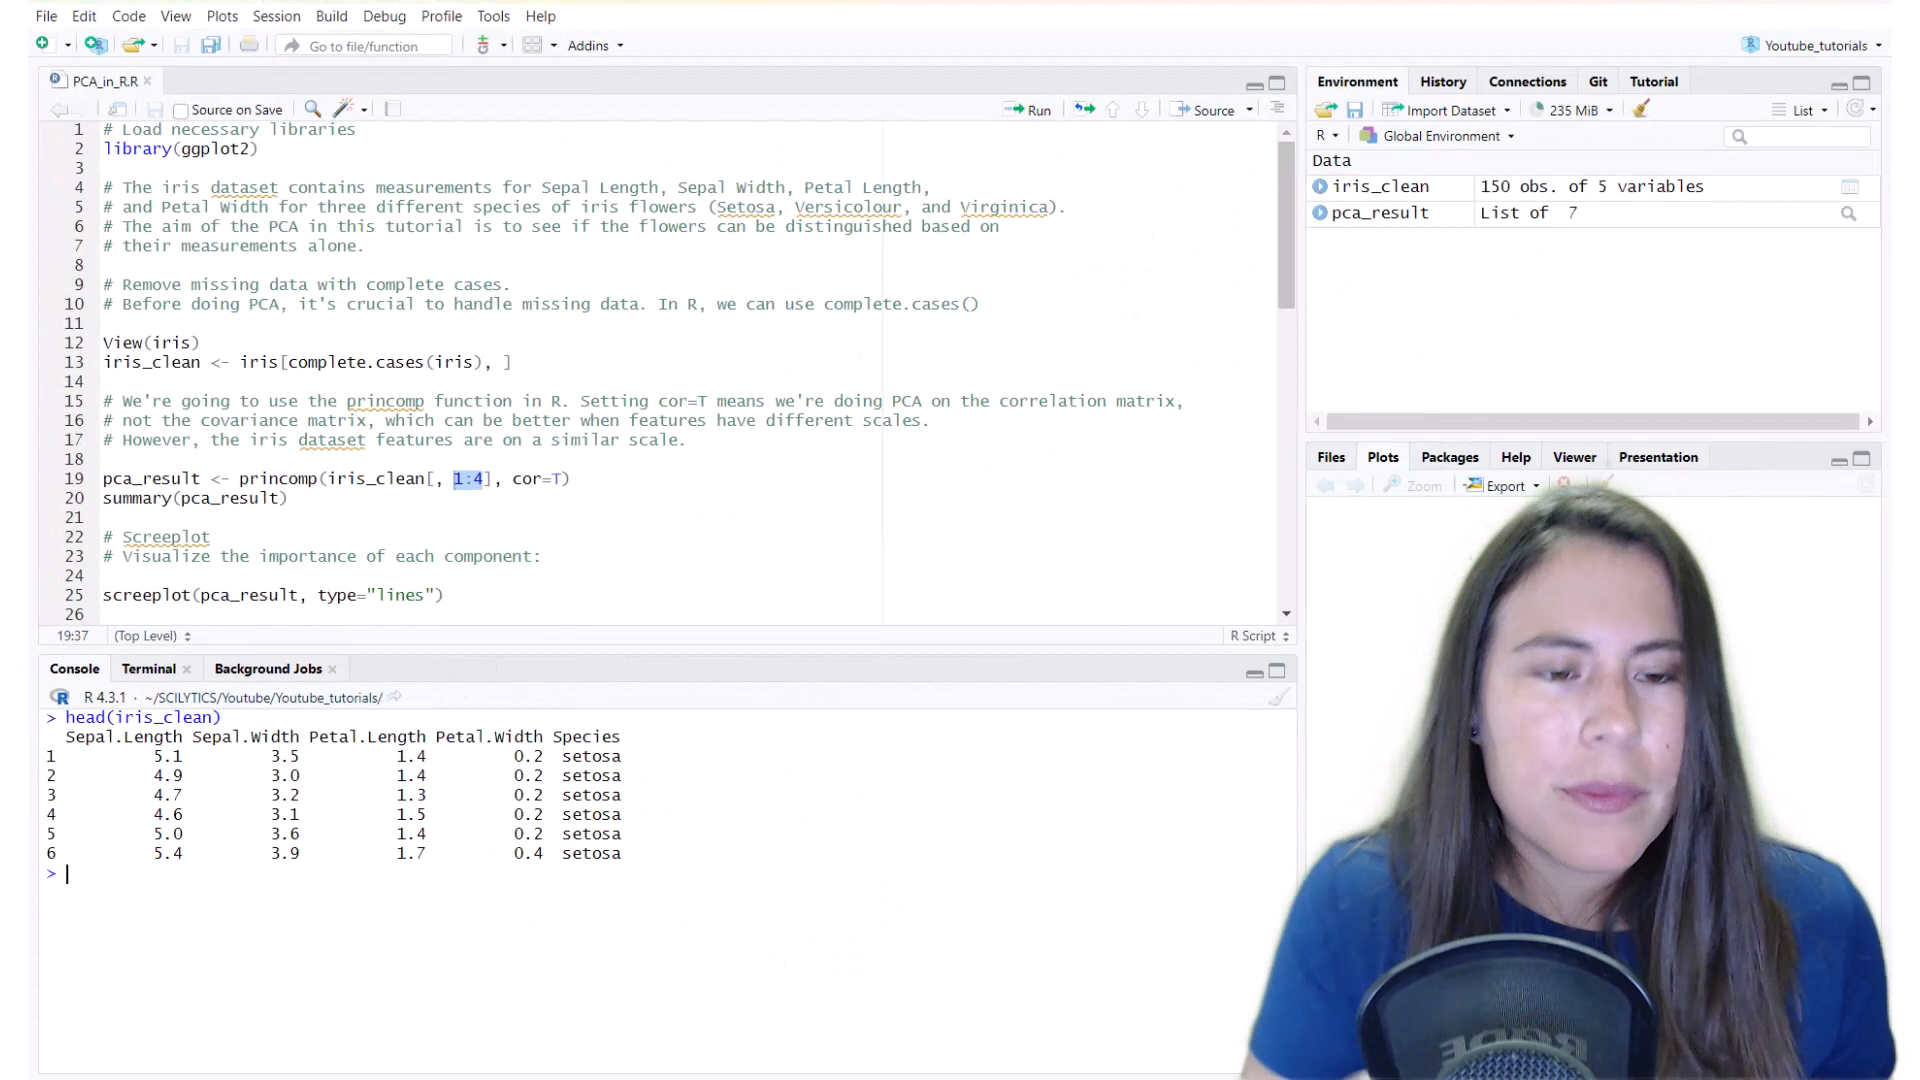 File Edit Code View Plots Session Build Debug Profile Tools Help
Go to file/function Addins Youtube_tutorials
PCA_in_R.R
Source on Save Run Source
1 # Load necessary libraries
2 library(ggplot2)
3
4 # The iris dataset contains measurements for Sepal Length, Sepal Width, Petal Length,
5 # and Petal Width for three different species of iris flowers (Setosa, Versicolour, and Virginica).
6 # The aim of the PCA in this tutorial is to see if the flowers can be distinguished based on
7 # their measurements alone.
8
9 # Remove missing data with complete cases.
10 # Before doing PCA, it's crucial to handle missing data. In R, we can use complete.cases()
11
12 View(iris)
13 iris_clean <- iris[complete.cases(iris), ]
14
15 # We're going to use the princomp function in R. Setting cor=T means we're doing PCA on the correlation matrix,
16 # not the covariance matrix, which can be better when features have different scales.
17 # However, the iris dataset features are on a similar scale.
18
19 pca_result <- princomp(iris_clean[, 1:4], cor=T)
20 summary(pca_result)
21
22 # Screeplot
23 # Visualize the importance of each component:
24
25 screeplot(pca_result, type="lines")
26
19:37 (Top Level) R Script
Console Terminal Background Jobs
R 4.3.1 · ~/SCILYTICS/Youtube/Youtube_tutorials/
> head(iris_clean)
Sepal.Length Sepal.Width Petal.Length Petal.Width Species
1 5.1 3.5 1.4 0.2 setosa
2 4.9 3.0 1.4 0.2 setosa
3 4.7 3.2 1.3 0.2 setosa
4 4.6 3.1 1.5 0.2 setosa
5 5.0 3.6 1.4 0.2 setosa
6 5.4 3.9 1.7 0.4 setosa
>
Environment History Connections Git Tutorial
Import Dataset 235 MiB List
R Global Environment
Data
iris_clean 150 obs. of 5 variables
pca_result List of 7
Files Plots Packages Help Viewer Presentation
Zoom Export
RODE